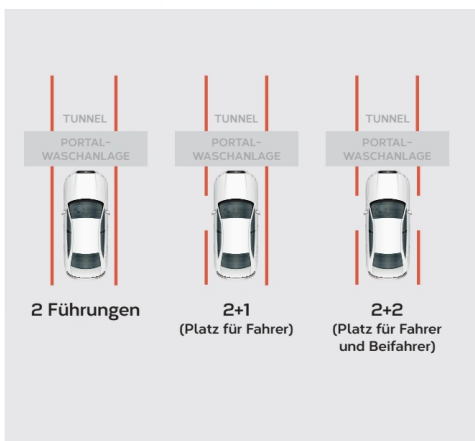 TUNNEL
PORTAL-
WASCHANLAGE
2 Führungen
TUNNEL
PORTAL-
WASCHANLAGE
2+1
(Platz für Fahrer)
TUNNEL
PORTAL-
WASCHANLAGE
2+2
(Platz für Fahrer
und Beifahrer)